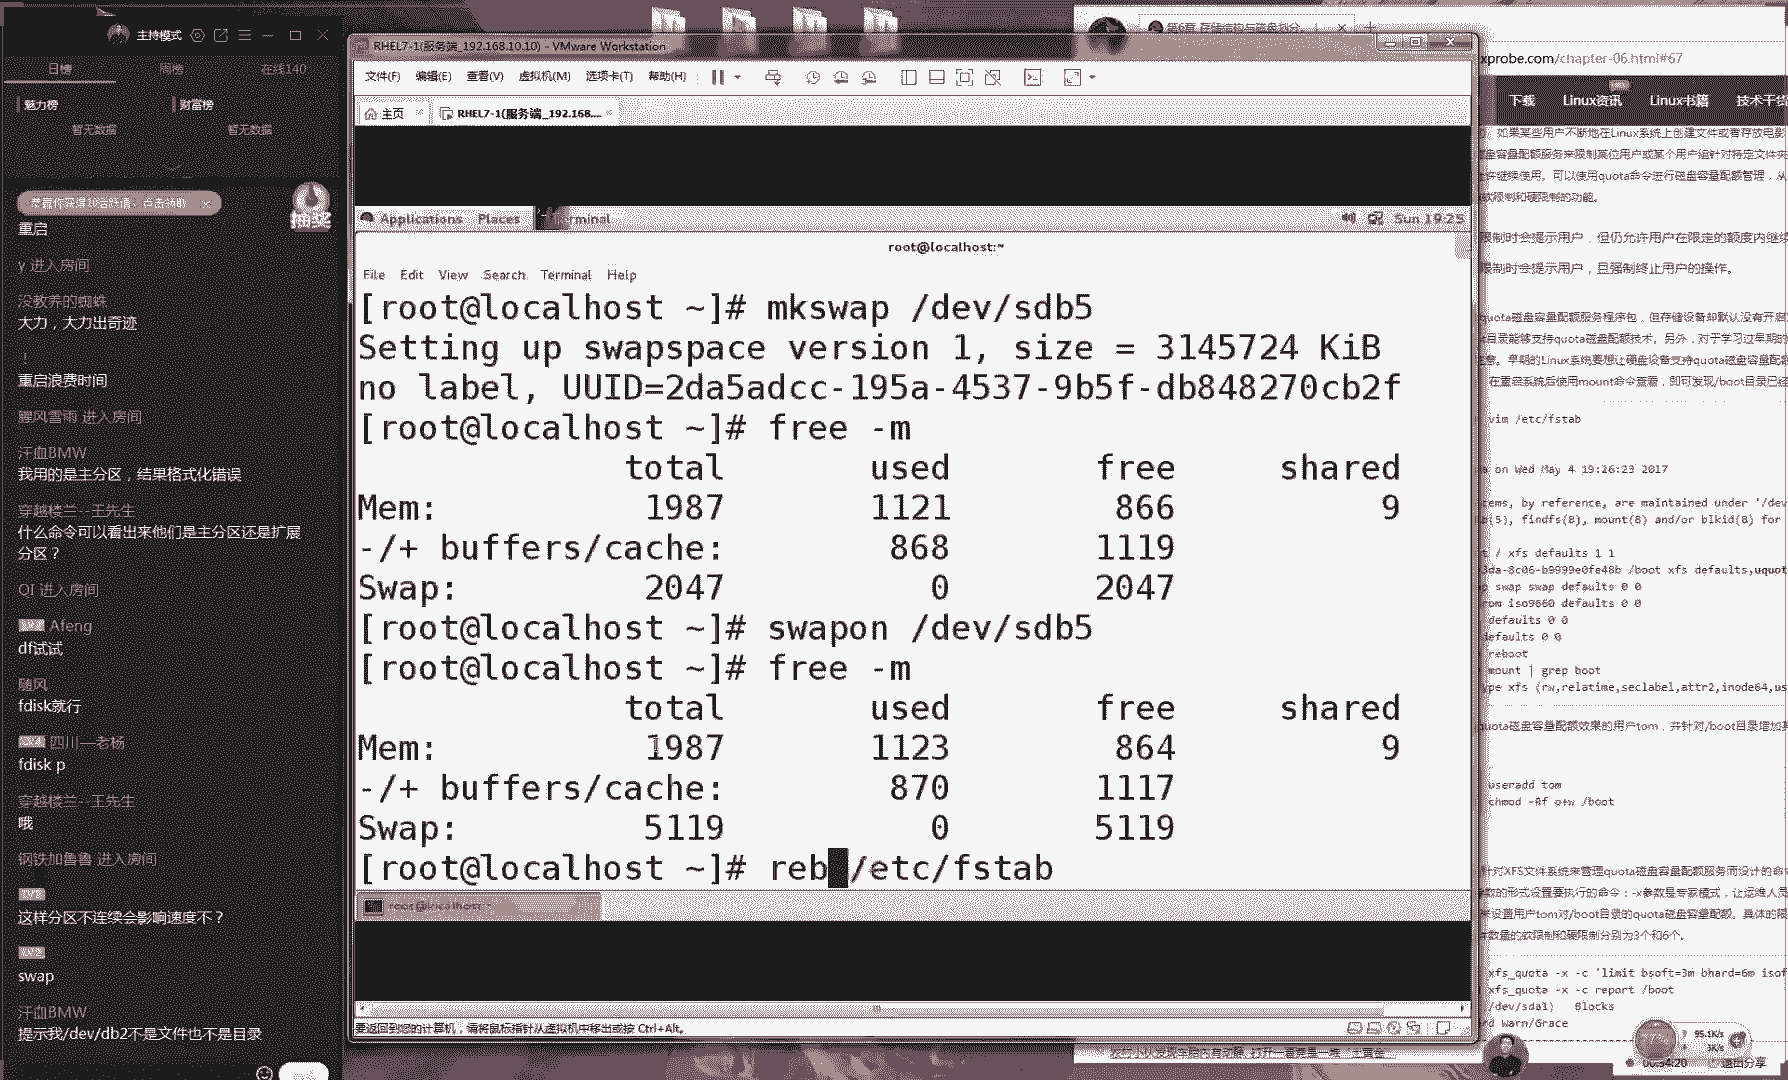 主持模式
日榜 周榜 在线140
魅力榜 财富榜
暂无数据 暂无数据
抽奖
重启
y 进入房间
没教养的蜘蛛
大力，大力出奇迹
！
重启浪费时间
腥风雪雨 进入房间
汗血BMW
我用的是主分区，结果格式化错误
穿越楼兰--王先生
什么命令可以看出来他们是主分区还是扩展
分区？
QI 进入房间
Afeng
df试试
随风
fdisk就行
四川—老杨
fdisk p
穿越楼兰--王先生
哦
钢铁加鲁鲁 进入房间
这样分区不连续会影响速度不？
swap
汗血BMW
提示我/dev/db2不是文件也不是目录
RHEL7-1(服务端_192.168.10.10) - VMware Workstation
文件(F) 编辑(E) 查看(V) 虚拟机(M) 选项卡(T) 帮助(H)
主页 RHEL7-1(服务端_192.168....
Applications Places Terminal Sun 19:25
root@localhost:~
File Edit View Search Terminal Help
[root@localhost ~]# mkswap /dev/sdb5
Setting up swapspace version 1, size = 3145724 KiB
no label, UUID=2da5adcc-195a-4537-9b5f-db848270cb2f
[root@localhost ~]# free -m
total used free shared
Mem: 1987 1121 866 9
-/+ buffers/cache: 868 1119
Swap: 2047 0 2047
[root@localhost ~]# swapon /dev/sdb5
[root@localhost ~]# free -m
total used free shared
Mem: 1987 1123 864 9
-/+ buffers/cache: 870 1117
Swap: 5119 0 5119
[root@localhost ~]# reb /etc/fstab
root@localhost:~
要返回到您的计算机，请将鼠标指针从虚拟机中移出或按 Ctrl+Alt。
第6章 存储结构与磁盘划分
xprobe.com/chapter-06.html#67
下载 Linux资讯 Linux书籍 技术干货
如果某些用户不断地在Linux系统上创建文件或者存放电影
盘容量配额服务来限制某位用户或某个用户组针对特定文件夹
许继续使用。可以使用quota命令进行磁盘容量配额管理，从
软限制和硬限制的功能。
限制时会提示用户，但仍允许用户在限定的额度内继续
限制时会提示用户，且强制终止用户的操作。
quota磁盘容量配额服务程序包，但存储设备却默认没有开启
目录能够支持quota磁盘配额技术。另外，对于学习过早期的
早期的Linux系统要想让硬盘设备支持quota磁盘容量配额
在重启系统后使用mount命令查看，即可发现/boot目录已经
vim /etc/fstab
on Wed May 4 19:26:23 2017
tems, by reference, are maintained under '/dev
b(5), findfs(8), mount(8) and/or blkid(8) for
t / xfs defaults 1 1
3da-8c06-b9999e0fe48b /boot xfs defaults,uquot
p swap swap defaults 0 0
rom iso9660 defaults 0 0
defaults 0 0
defaults 0 0
reboot
mount | grep boot
type xfs (rw,relatime,seclabel,attr2,inode64,us
quota磁盘容量配额效果的用户tom，并针对/boot目录增加其
useradd tom
chmod -Rf o+w /boot
针对XFS文件系统来管理quota磁盘容量配额服务而设计的命
数的形式设置要执行的命令；-x参数是专家模式，让运维人员
来设置用户tom对/boot目录的quota磁盘容量配额。具体的限
件数量的软限制和硬限制分别为3个和6个。
xfs_quota -x -c 'limit bsoft=3m bhard=6m isof
xfs_quota -x -c report /boot
(/dev/sda1) Blocks
rd Warn/Grace
77%
95.1K/s
3K/s
退出分享